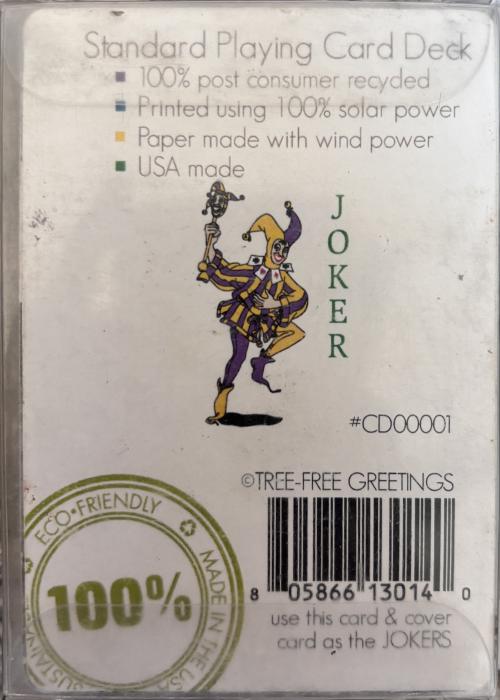 Standard Playing Card Deck
100% post consumer recycled
Printed using 100% solar power
Paper made with wind power
USA made
JOKER
#CD00001
©TREE-FREE GREETINGS
8 05866 13014 0
use this card & cover
card as the JOKERS
ECO•FRIENDLY
MADE IN THE USA
100%